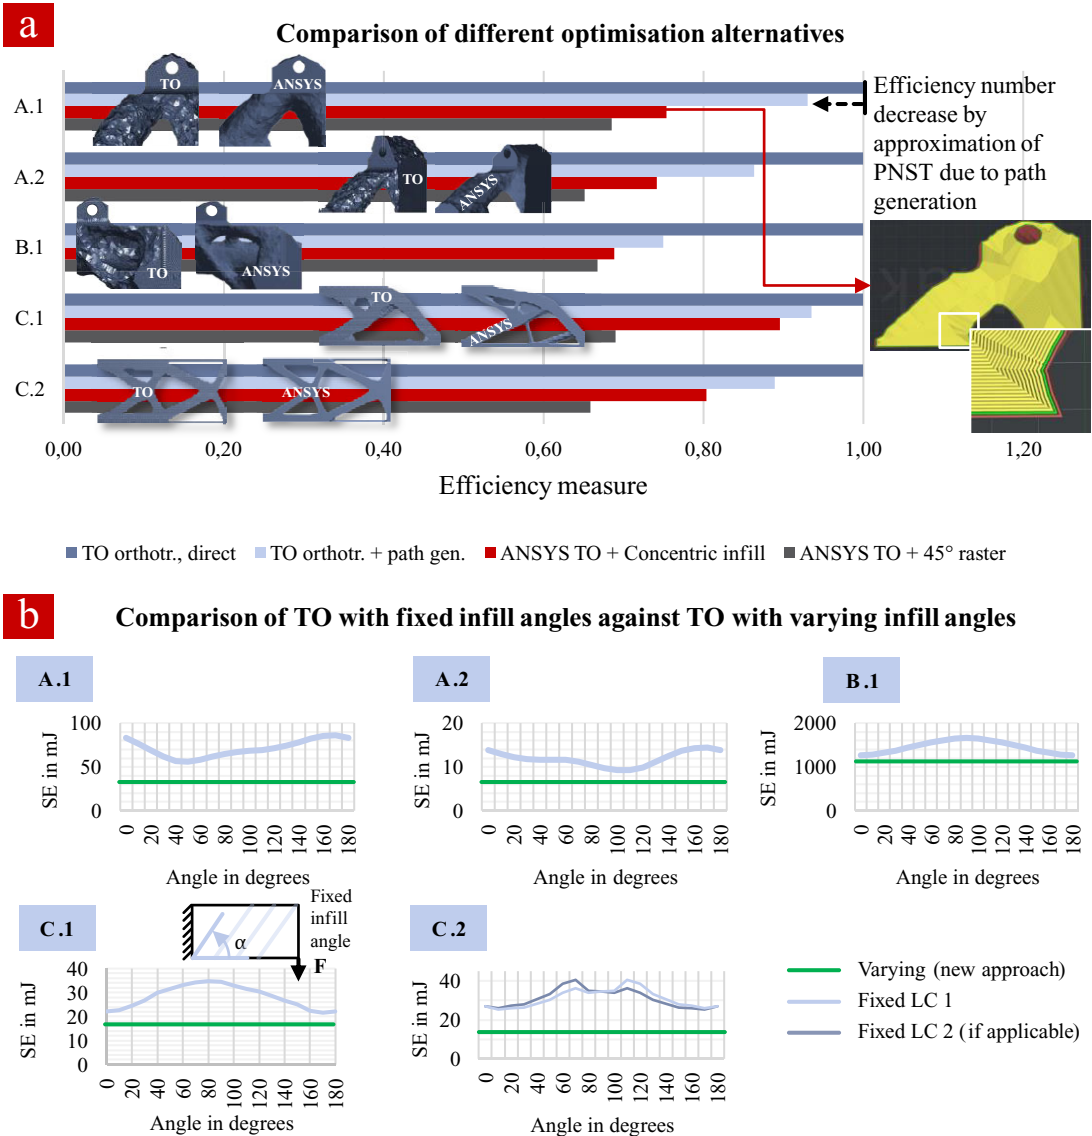 a
Comparison of different optimisation alternatives
A.1
TO
ANSYS
Efficiency number
decrease by
approximation of
PNST due to path
generation
A.2
TO
ANSYS
B.1
TO
ANSYS
C.1
TO
ANSYS
C.2
TO
ANSYS
0,00
0,20
0,40
0,60
0,80
1,00
1,20
Efficiency measure
TO orthotr., direct
TO orthotr. + path gen.
ANSYS TO + Concentric infill
ANSYS TO + 45° raster
b
Comparison of TO with fixed infill angles against TO with varying infill angles
A.1
SE in mJ
100
50
0
0
20
40
60
80
100
120
140
160
180
Angle in degrees
A.2
SE in mJ
20
10
0
0
20
40
60
80
100
120
140
160
180
Angle in degrees
B.1
SE in mJ
2000
1000
0
0
20
40
60
80
100
120
140
160
180
Angle in degrees
C.1
Fixed
infill
angle
α
F
SE in mJ
40
30
20
10
0
0
20
40
60
80
100
120
140
160
180
Angle in degrees
C.2
SE in mJ
40
20
0
0
20
40
60
80
100
120
140
160
180
Angle in degrees
Varying (new approach)
Fixed LC 1
Fixed LC 2 (if applicable)